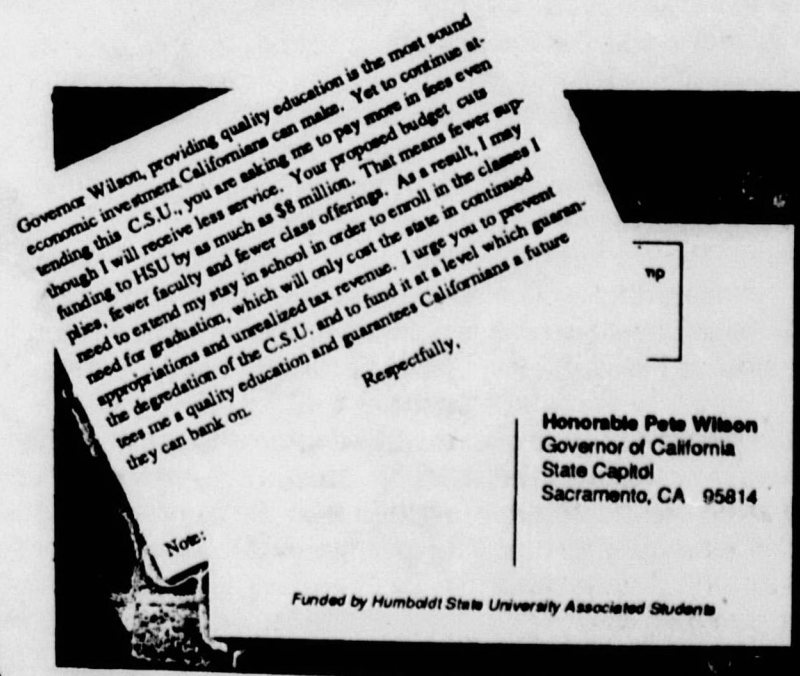 Governor Wilson, providing quality education is the most sound
economic investment Californians can make. Yet to continue at-
tending this C.S.U., you are asking me to pay more in fees even
though I will receive less service. Your proposed budget cuts
funding to HSU by as much as $8 million. That means fewer sup-
plies, fewer faculty and fewer class offerings. As a result, I may
need to extend my stay in school in order to enroll in the classes I
need for graduation, which will only cost the state in continued
appropriations and unrealized tax revenue. I urge you to prevent
the degredation of the C.S.U. and to fund it at a level which guaran-
tees me a quality education and guarantees Californians a future
they can bank on.
Respectfully,
Note:
mp
Honorable Pete Wilson
Governor of California
State Capitol
Sacramento, CA 95814
Funded by Humboldt State University Associated Students